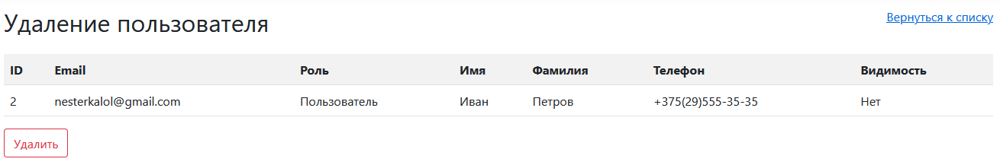 Удаление пользователя
Вернуться к списку
ID Email Роль Имя Фамилия Телефон Видимость
2 nesterkalol@gmail.com Пользователь Иван Петров +375(29)555-35-35 Нет
Удалить